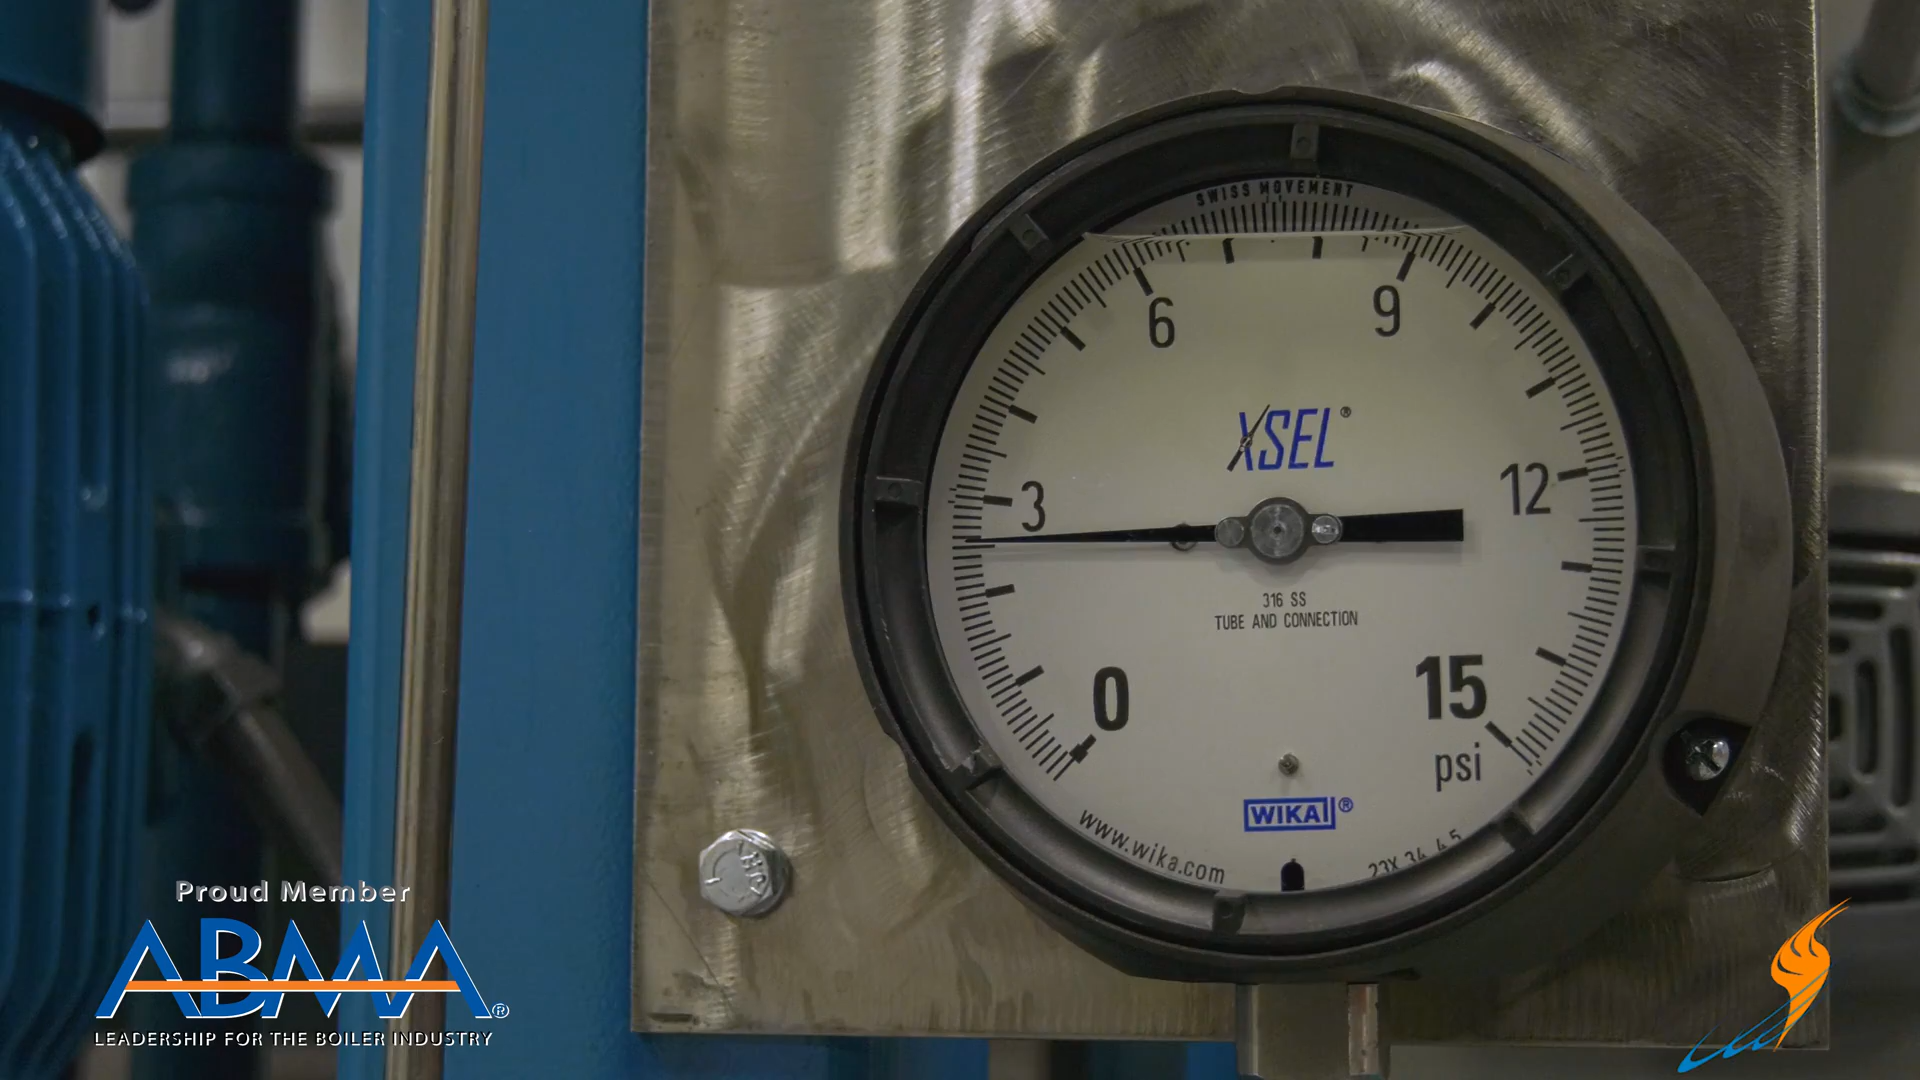 SWISS MOVEMENT
6
9
XSEL®
3
12
316 SS
TUBE AND CONNECTION
0
15
psi
WIKA®
www.wika.com
Proud Member
ABMA®
LEADERSHIP FOR THE BOILER INDUSTRY